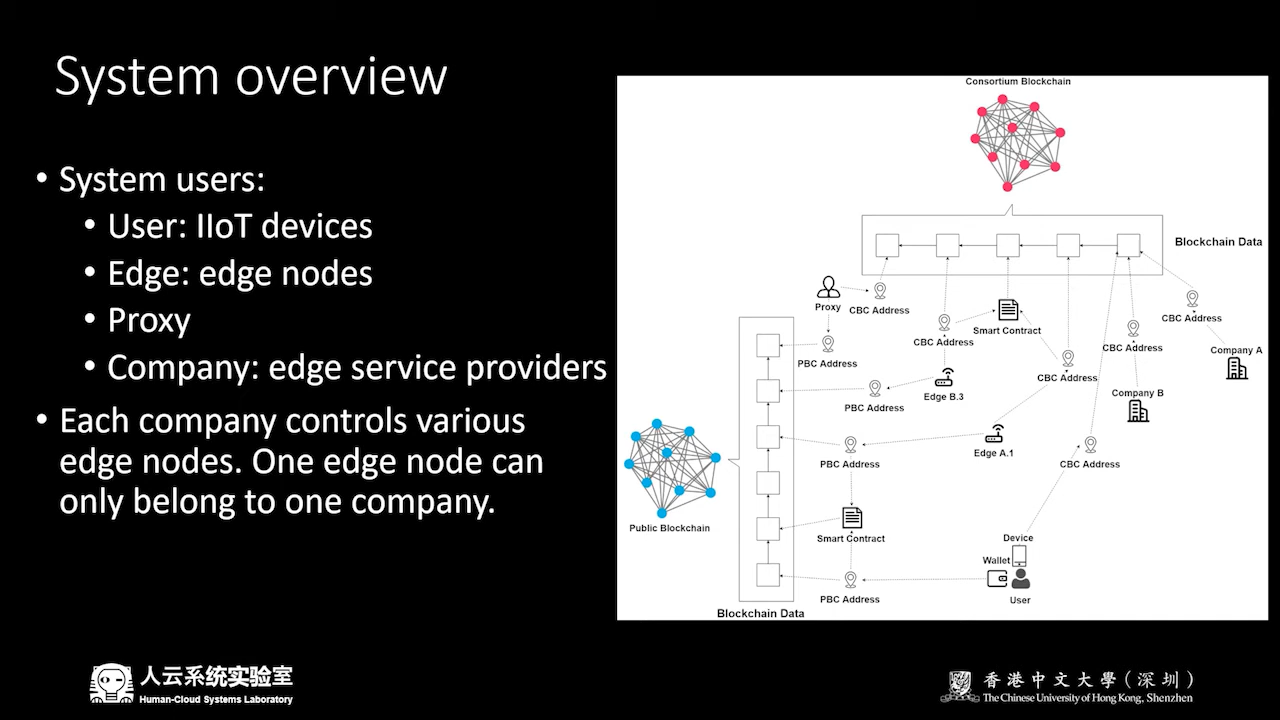 System overview
• System users:
• User: IIoT devices
• Edge: edge nodes
• Proxy
• Company: edge service providers
• Each company controls various
edge nodes. One edge node can
only belong to one company.
Consortium Blockchain
Blockchain Data
Proxy
CBC Address
CBC Address
Smart Contract
CBC Address
CBC Address
CBC Address
Company A
PBC Address
Company B
Edge B.3
PBC Address
Edge A.1
PBC Address
CBC Address
Public Blockchain
Smart Contract
Device
Wallet
User
PBC Address
Blockchain Data
人云系统实验室
Human-Cloud Systems Laboratory
香港中文大學(深圳)
The Chinese University of Hong Kong, Shenzhen